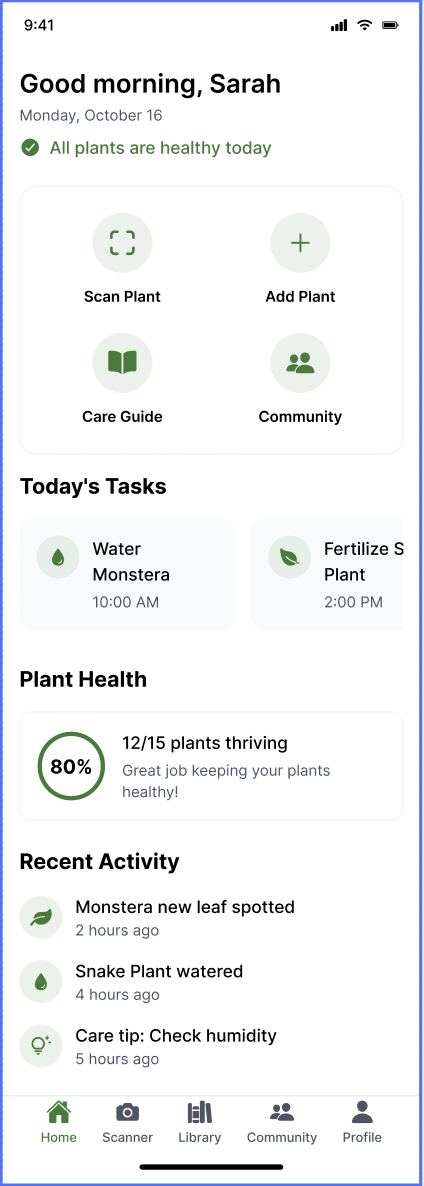 9:41
Good morning, Sarah
Monday, October 16
All plants are healthy today
Scan Plant
Add Plant
Care Guide
Community
Today's Tasks
Water
Monstera
10:00 AM
Fertilize S
Plant
2:00 PM
Plant Health
80%
12/15 plants thriving
Great job keeping your plants
healthy!
Recent Activity
Monstera new leaf spotted
2 hours ago
Snake Plant watered
4 hours ago
Care tip: Check humidity
5 hours ago
Home
Scanner
Library
Community
Profile